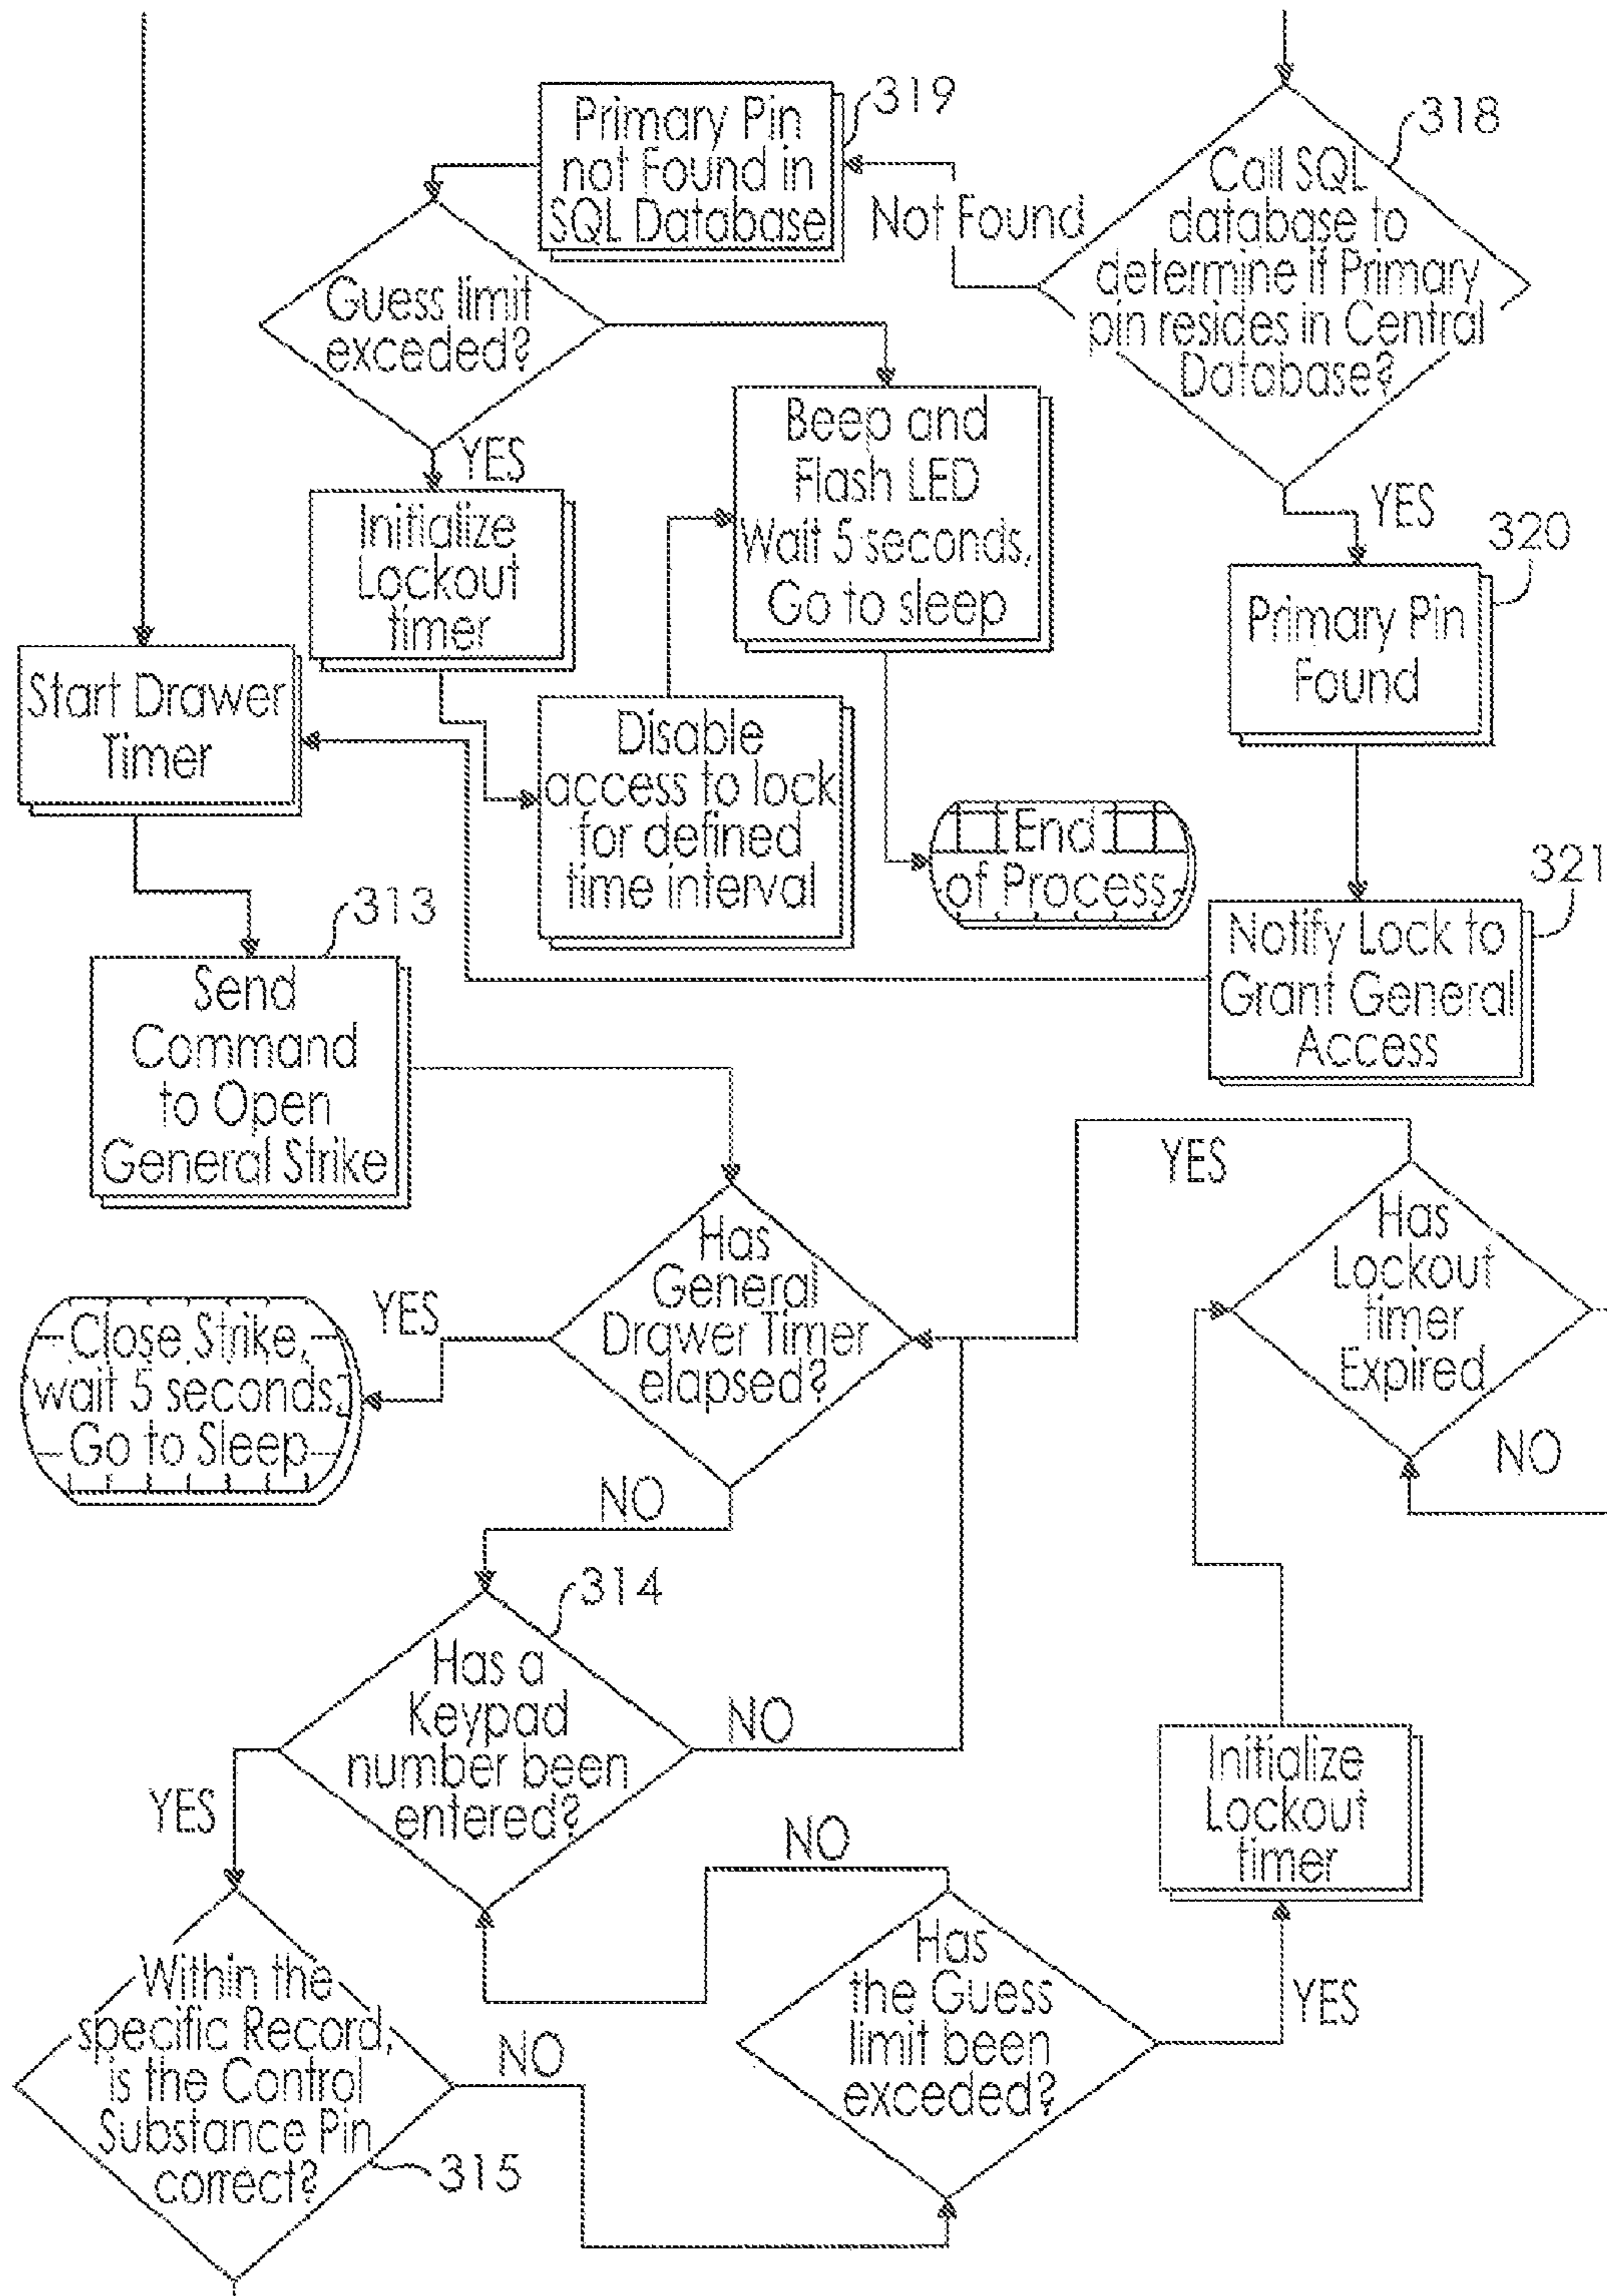 319
Primary Pin
not Found in
SQL Database
318
Call SQL
database to
determine if Primary
pin resides in Central
Database?
Not Found
Guess limit
exceded?
YES
Beep and
Flash LED
Wait 5 seconds,
Go to sleep
YES
320
Initialize
Lockout
timer
Primary Pin
Found
Start Drawer
Timer
Disable
access to lock
for defined
time interval
End
of Process
321
Notify Lock to
Grant General
Access
313
Send
Command
to Open
General Strike
YES
Has
Lockout
timer
Expired
NO
Has
General
Drawer Timer
elapsed?
YES
Close Strike,
wait 5 seconds,
Go to Sleep
NO
314
Has a
Keypad
number been
entered?
NO
YES
Initialize
Lockout
timer
NO
Has
the Guess
limit been
exceded?
YES
Within the
specific Record,
is the Control
Substance Pin
correct?
NO
315